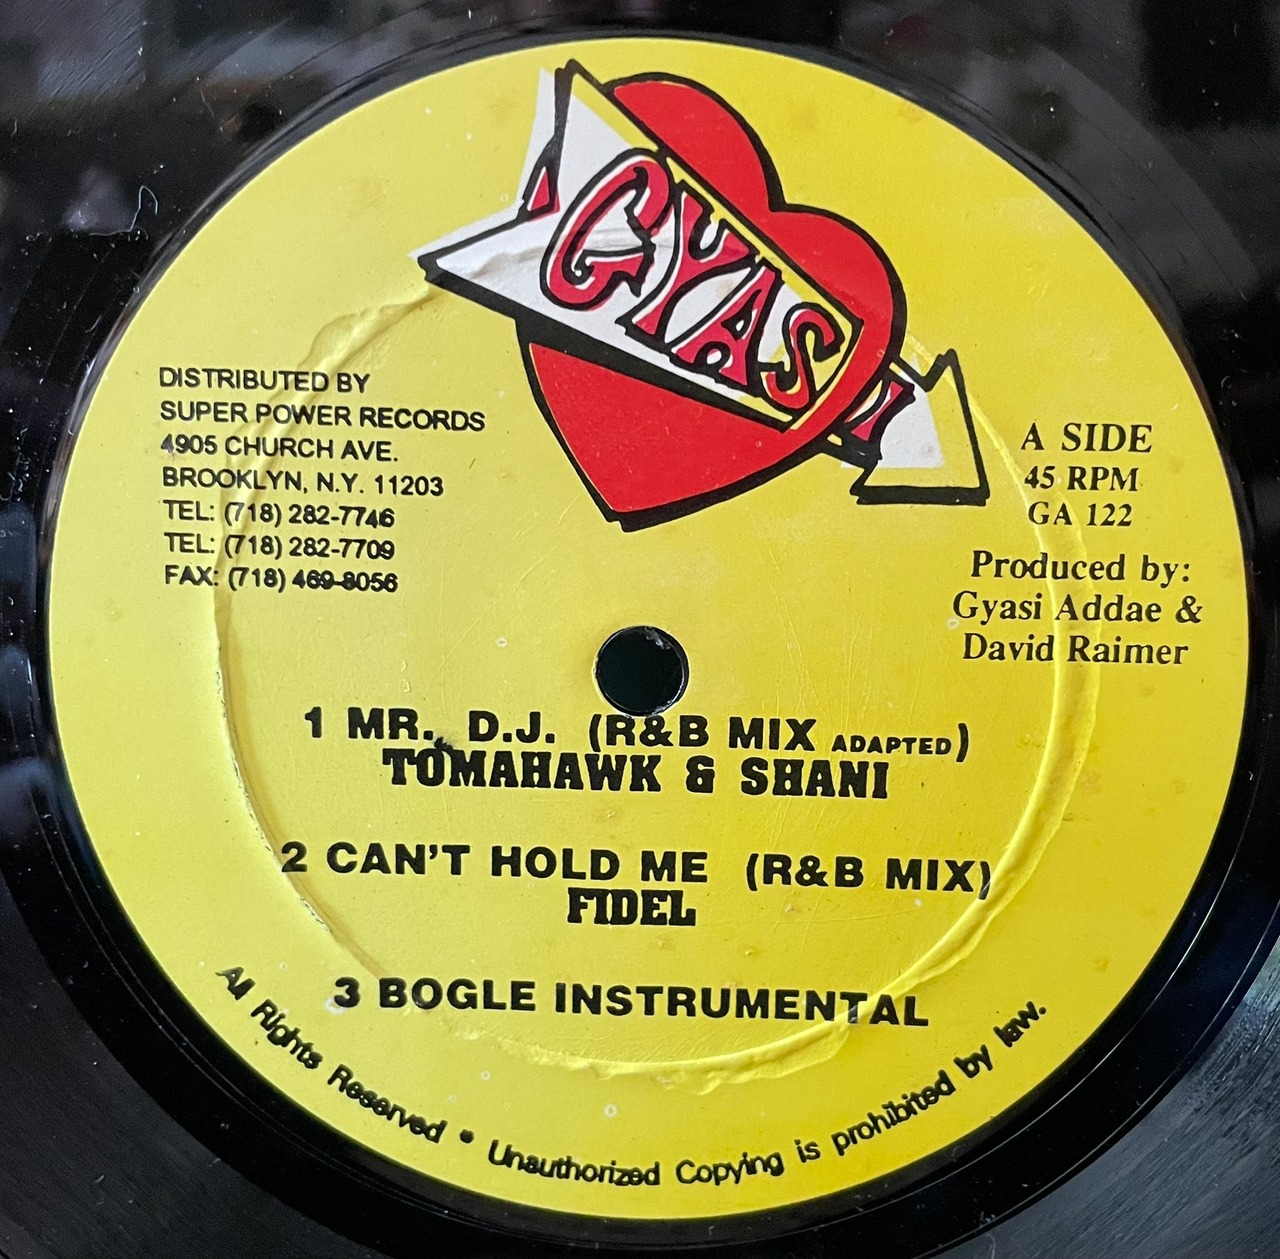 GYASI
DISTRIBUTED BY
SUPER POWER RECORDS
4905 CHURCH AVE.
BROOKLYN, N.Y. 11203
TEL: (718) 282-7746
TEL: (718) 282-7709
FAX: (718) 469-8056
A SIDE
45 RPM
GA 122
Produced by:
Gyasi Addae &
David Raimer
1 MR. D.J. (R&B MIX ADAPTED)
TOMAHAWK & SHANI
2 CAN'T HOLD ME (R&B MIX)
FIDEL
3 BOGLE INSTRUMENTAL
All Rights Reserved • Unauthorized Copying is prohibited by law.